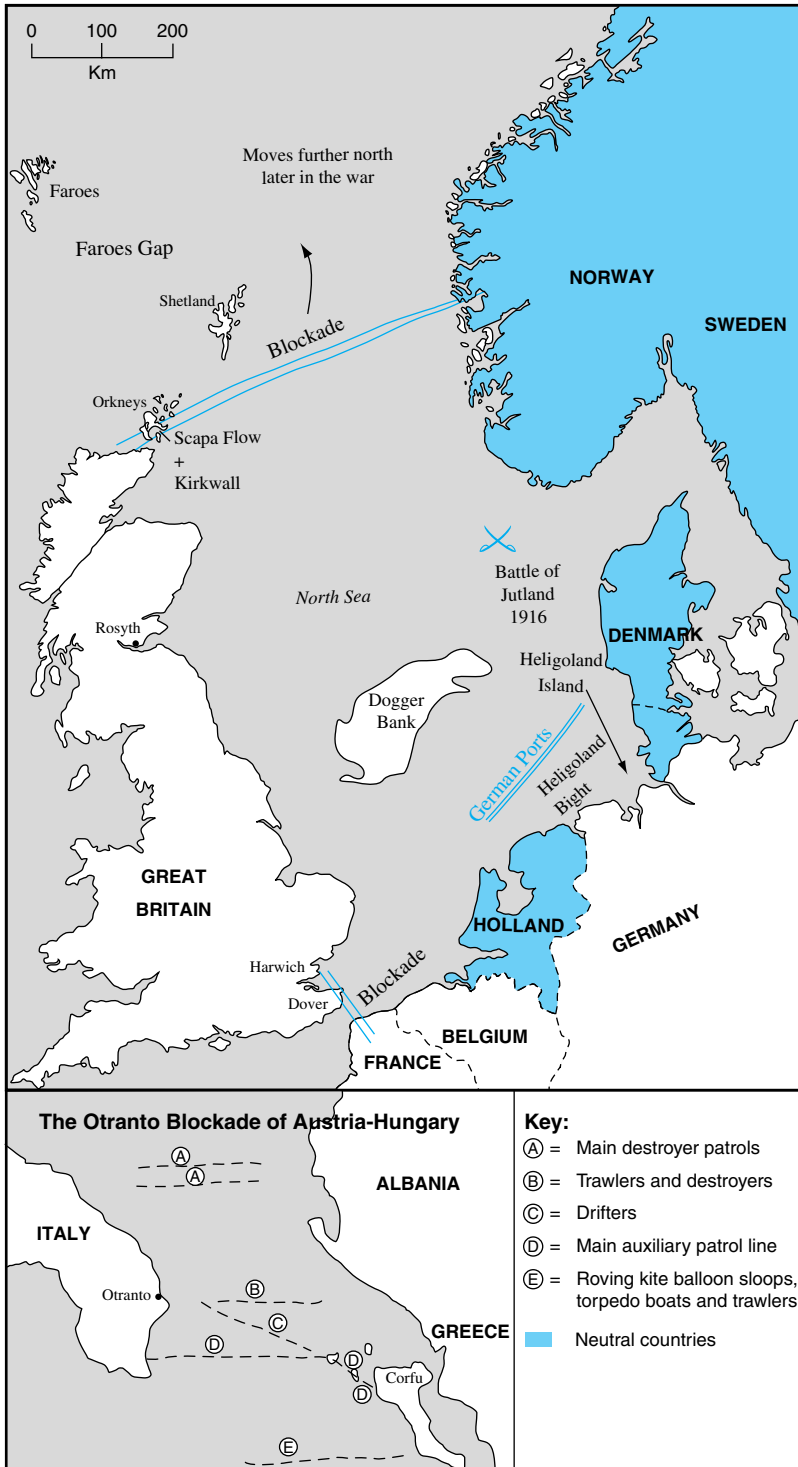 0 100 200
Km
Moves further north
later in the war
Faroes
Faroes Gap
Shetland
Blockade
NORWAY
SWEDEN
Orkneys
Scapa Flow
+
Kirkwall
North Sea
Battle of
Jutland
1916
Rosyth
DENMARK
Heligoland
Island
Dogger
Bank
German Ports
Heligoland
Bight
GREAT
BRITAIN
HOLLAND
GERMANY
Harwich
Dover
Blockade
BELGIUM
FRANCE
The Otranto Blockade of Austria-Hungary
A
A
ALBANIA
ITALY
Otranto
B
C
D
D
D
GREECE
Corfu
E
Key:
A = Main destroyer patrols
B = Trawlers and destroyers
C = Drifters
D = Main auxiliary patrol line
E = Roving kite balloon sloops,
torpedo boats and trawlers
Neutral countries